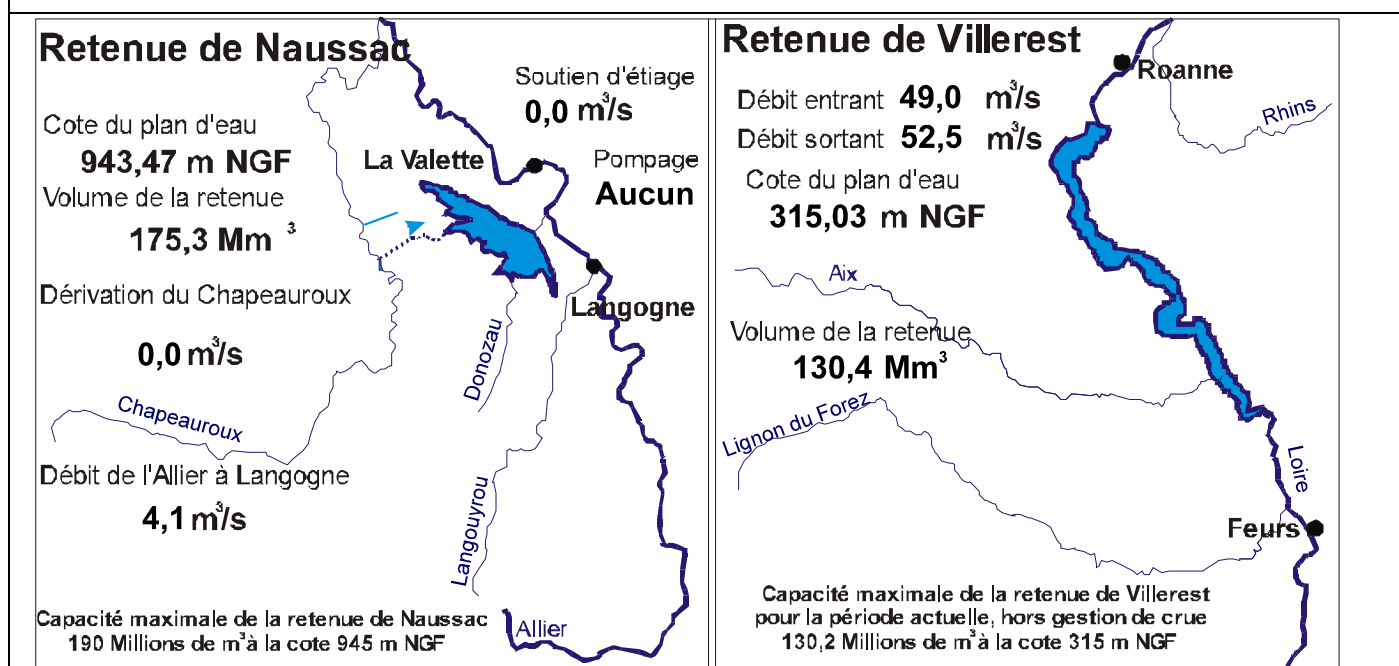 Retenue de Naussac
Soutien d'étiage
0,0 m³/s
Cote du plan d'eau
943,47 m NGF
La Valette
Pompage
Aucun
Volume de la retenue
175,3 Mm ³
Dérivation du Chapeauroux
Langogne
0,0 m³/s
Donozau
Chapeauroux
Débit de l'Allier à Langogne
4,1 m³/s
Langouyrou
Capacité maximale de la retenue de Naussac
190 Millions de m³ à la cote 945 m NGF
Allier
Retenue de Villerest
Roanne
Débit entrant 49,0 m³/s
Rhins
Débit sortant 52,5 m³/s
Cote du plan d'eau
315,03 m NGF
Aix
Volume de la retenue
130,4 Mm³
Lignon du Forez
Loire
Feurs
Capacité maximale de la retenue de Villerest
pour la période actuelle, hors gestion de crue
130,2 Millions de m³ à la cote 315 m NGF